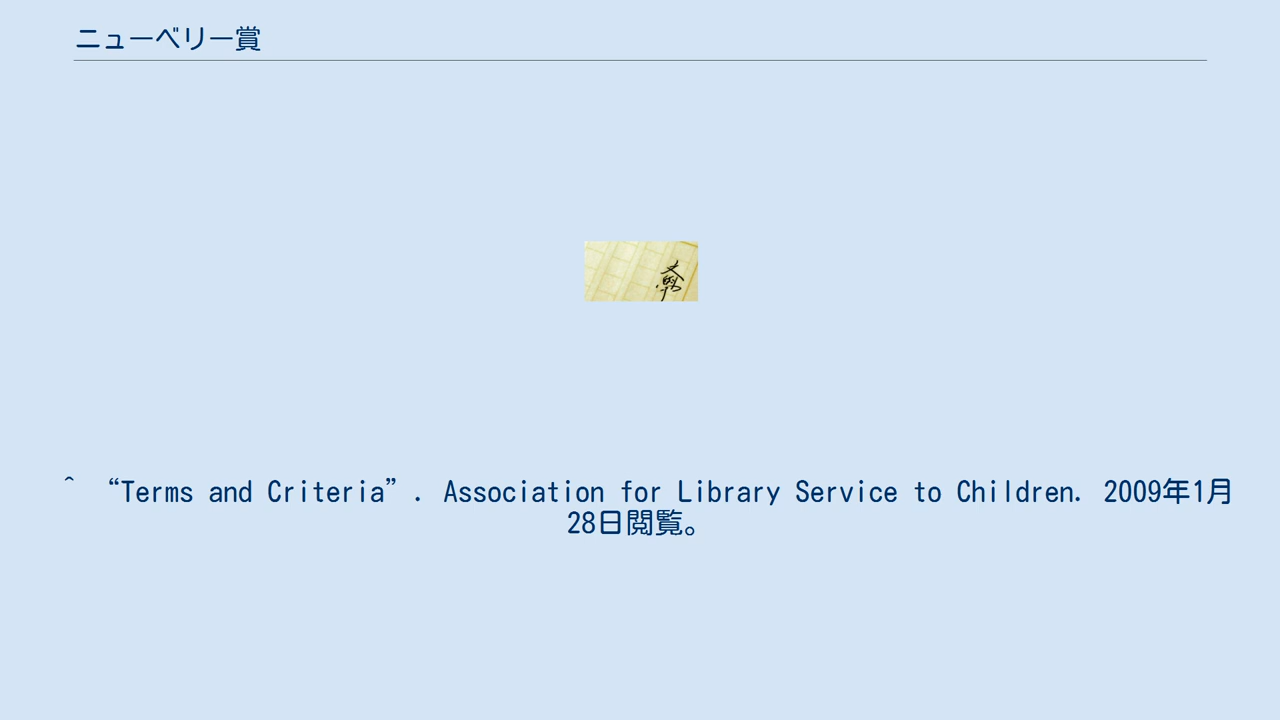 ニューベリー賞
^ “Terms and Criteria”. Association for Library Service to Children. 2009年1月
28日閲覧。